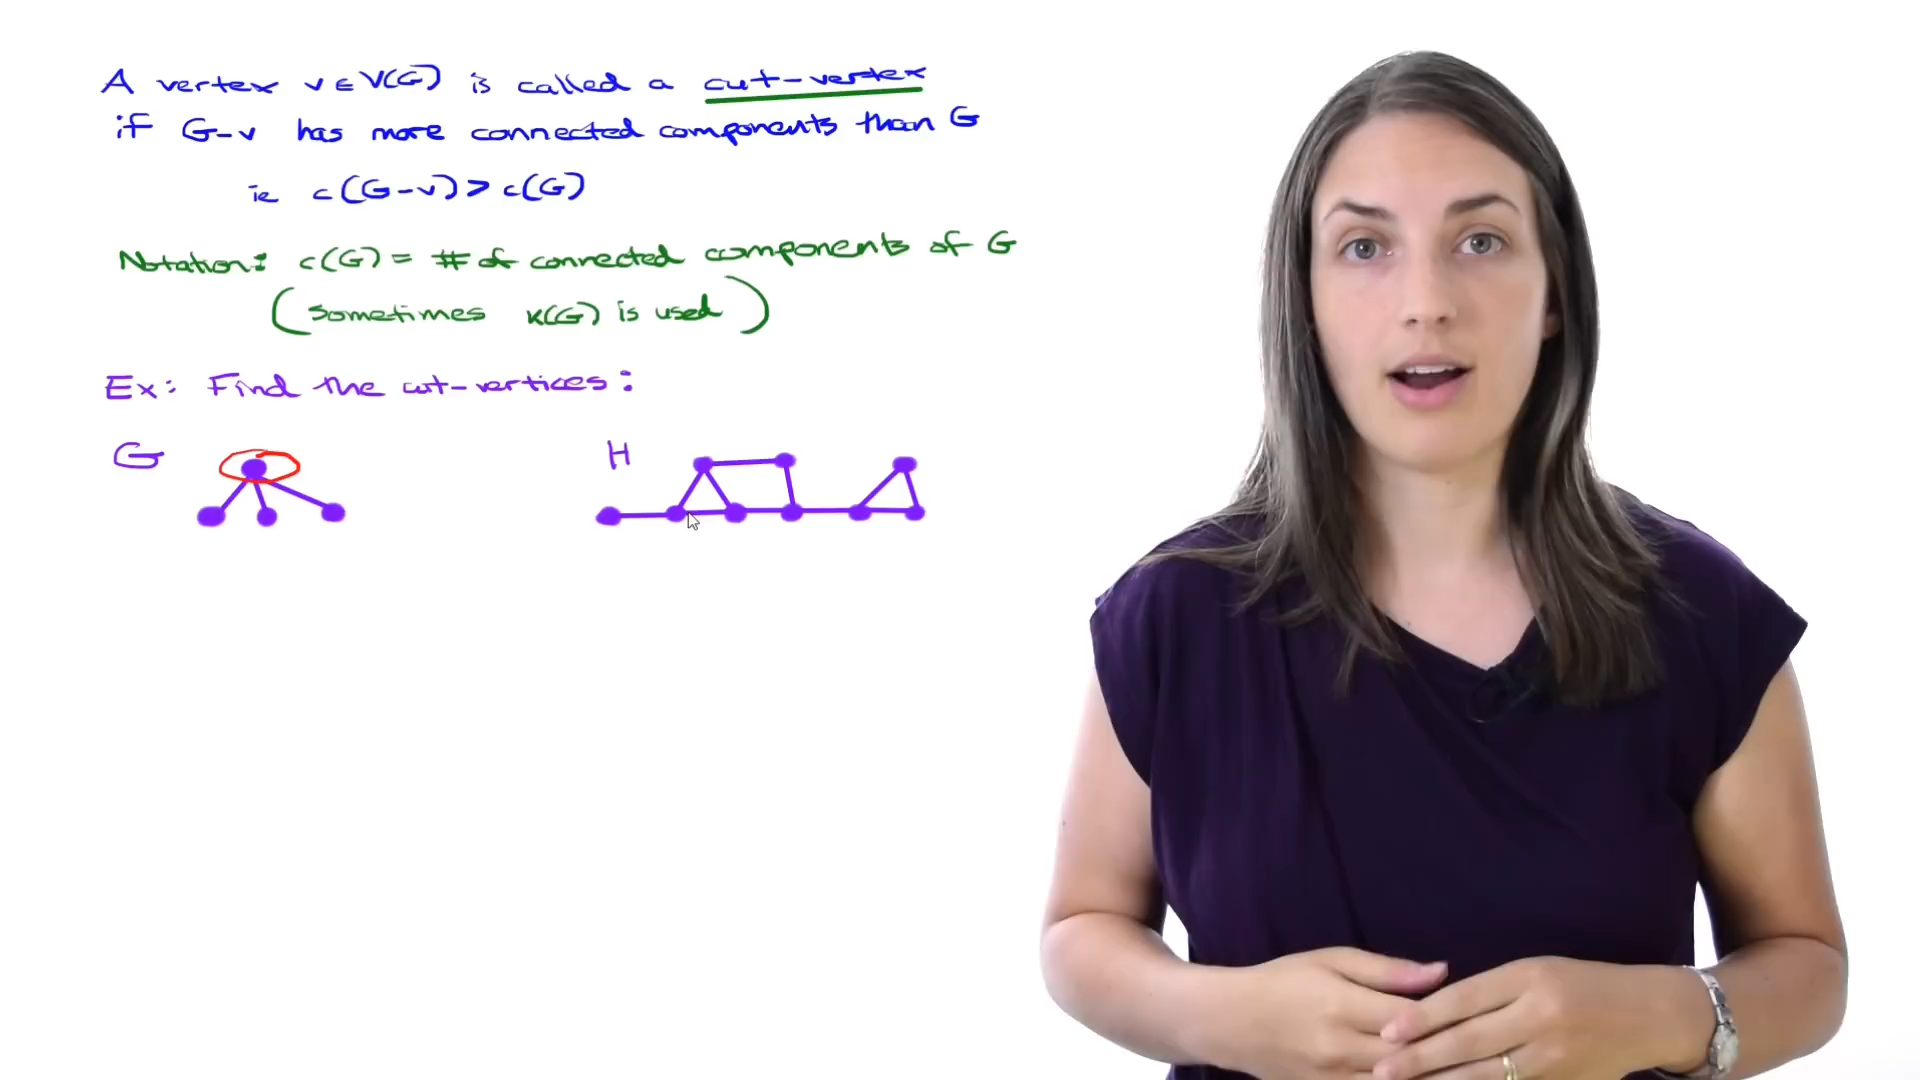 A vertex v ∈ V(G) is called a cut-vertex
if G-v has more connected components than G
ie c(G-v) > c(G)
Notation: c(G) = # of connected components of G
(sometimes κ(G) is used)
Ex: Find the cut-vertices:
G H